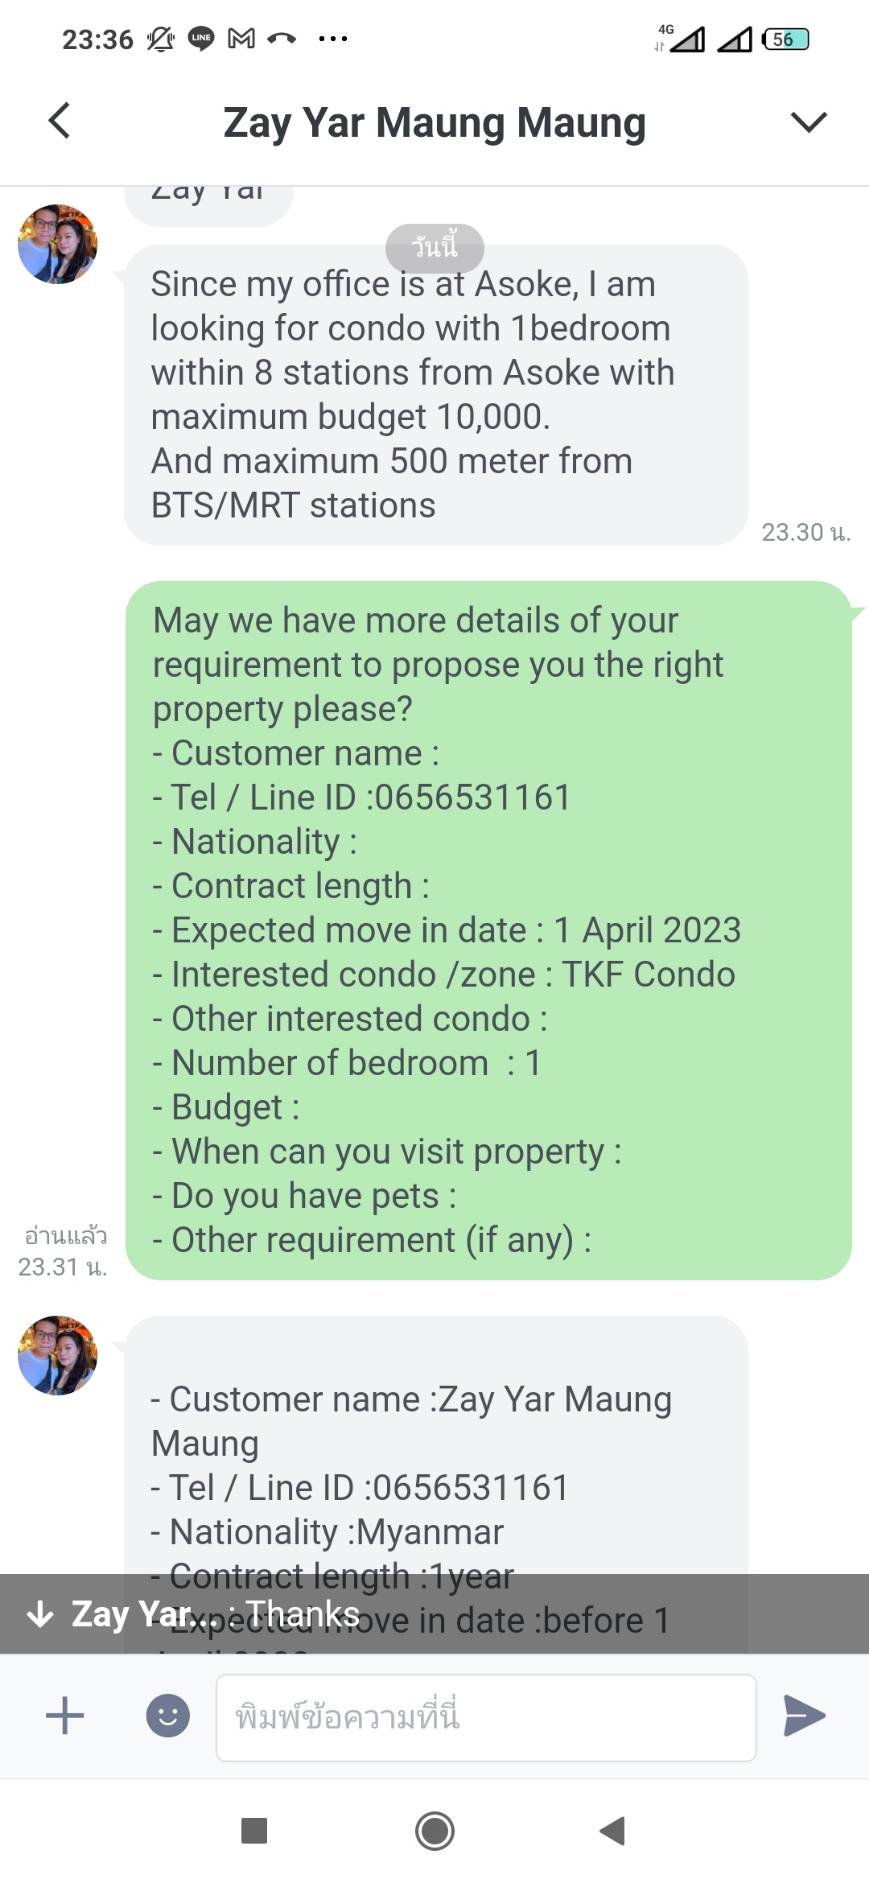 23:36
LINE
4G
56
Zay Yar Maung Maung
Zay Yar
วันนี้
Since my office is at Asoke, I am
looking for condo with 1bedroom
within 8 stations from Asoke with
maximum budget 10,000.
And maximum 500 meter from
BTS/MRT stations
23.30 น.
May we have more details of your
requirement to propose you the right
property please?
- Customer name :
- Tel / Line ID :0656531161
- Nationality :
- Contract length :
- Expected move in date : 1 April 2023
- Interested condo /zone : TKF Condo
- Other interested condo :
- Number of bedroom  : 1
- Budget :
- When can you visit property :
- Do you have pets :
- Other requirement (if any) :
อ่านแล้ว
23.31 น.
- Customer name :Zay Yar Maung
Maung
- Tel / Line ID :0656531161
- Nationality :Myanmar
- Contract length :1year
- Expected move in date :before 1
Zay Yar... : Thanks
พิมพ์ข้อความที่นี่